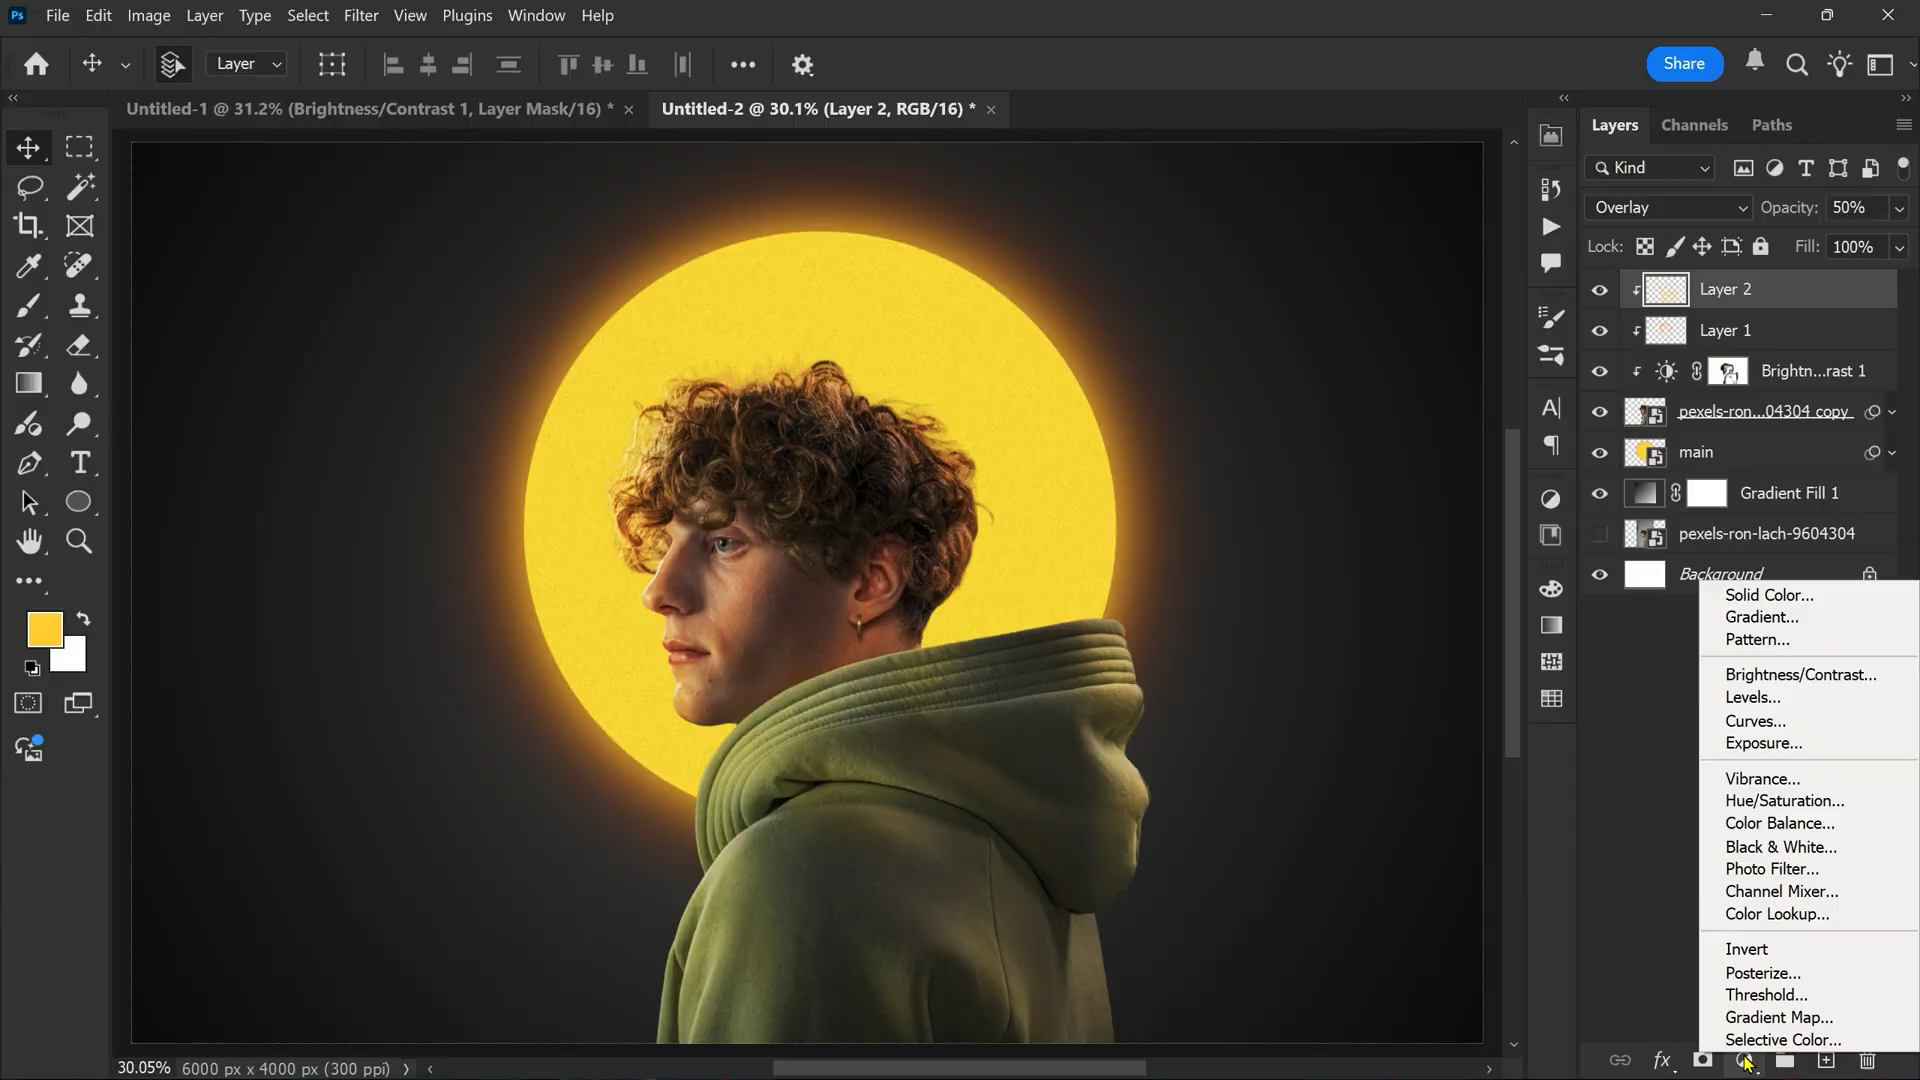 Ps File Edit Image Layer Type Select Filter View Plugins Window Help
Layer Share
Untitled-1 @ 31.2% (Brightness/Contrast 1, Layer Mask/16) * Untitled-2 @ 30.1% (Layer 2, RGB/16) *
Layers Channels Paths
Kind
Overlay Opacity: 50%
Lock: Fill: 100%
Layer 2
Layer 1
Brightn...rast 1
pexels-ron...04304 copy
main
Gradient Fill 1
pexels-ron-lach-9604304
Background
Solid Color...
Gradient...
Pattern...
Brightness/Contrast...
Levels...
Curves...
Exposure...
Vibrance...
Hue/Saturation...
Color Balance...
Black & White...
Photo Filter...
Channel Mixer...
Color Lookup...
Invert
Posterize...
Threshold...
Gradient Map...
Selective Color...
30.05% 6000 px x 4000 px (300 ppi)
fx